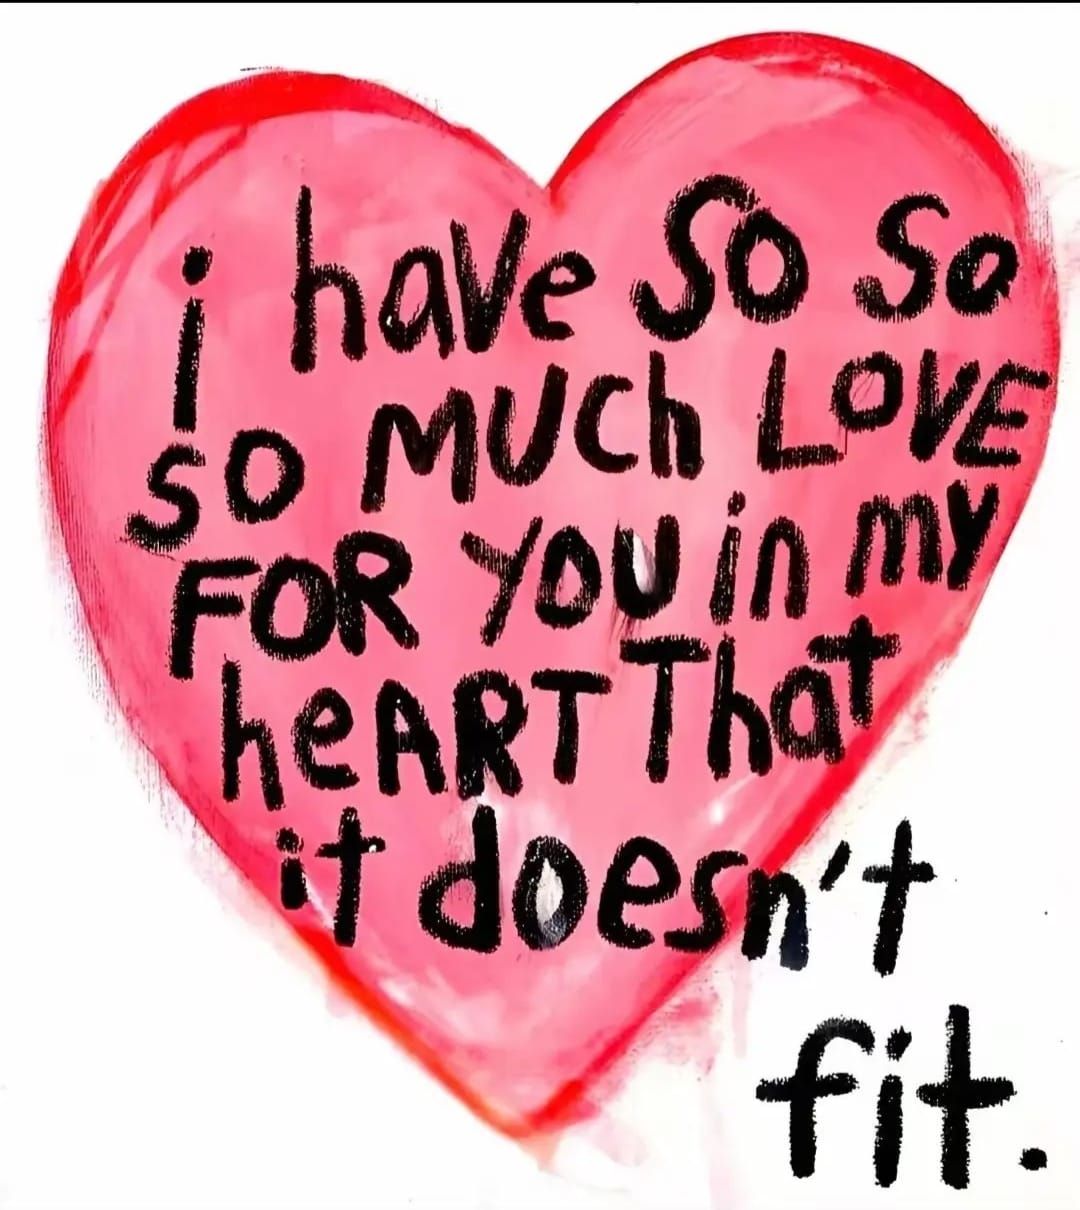 i have so so
so MUCh LOVE
FOR YOU in my
heART That
it doesn't
fit.